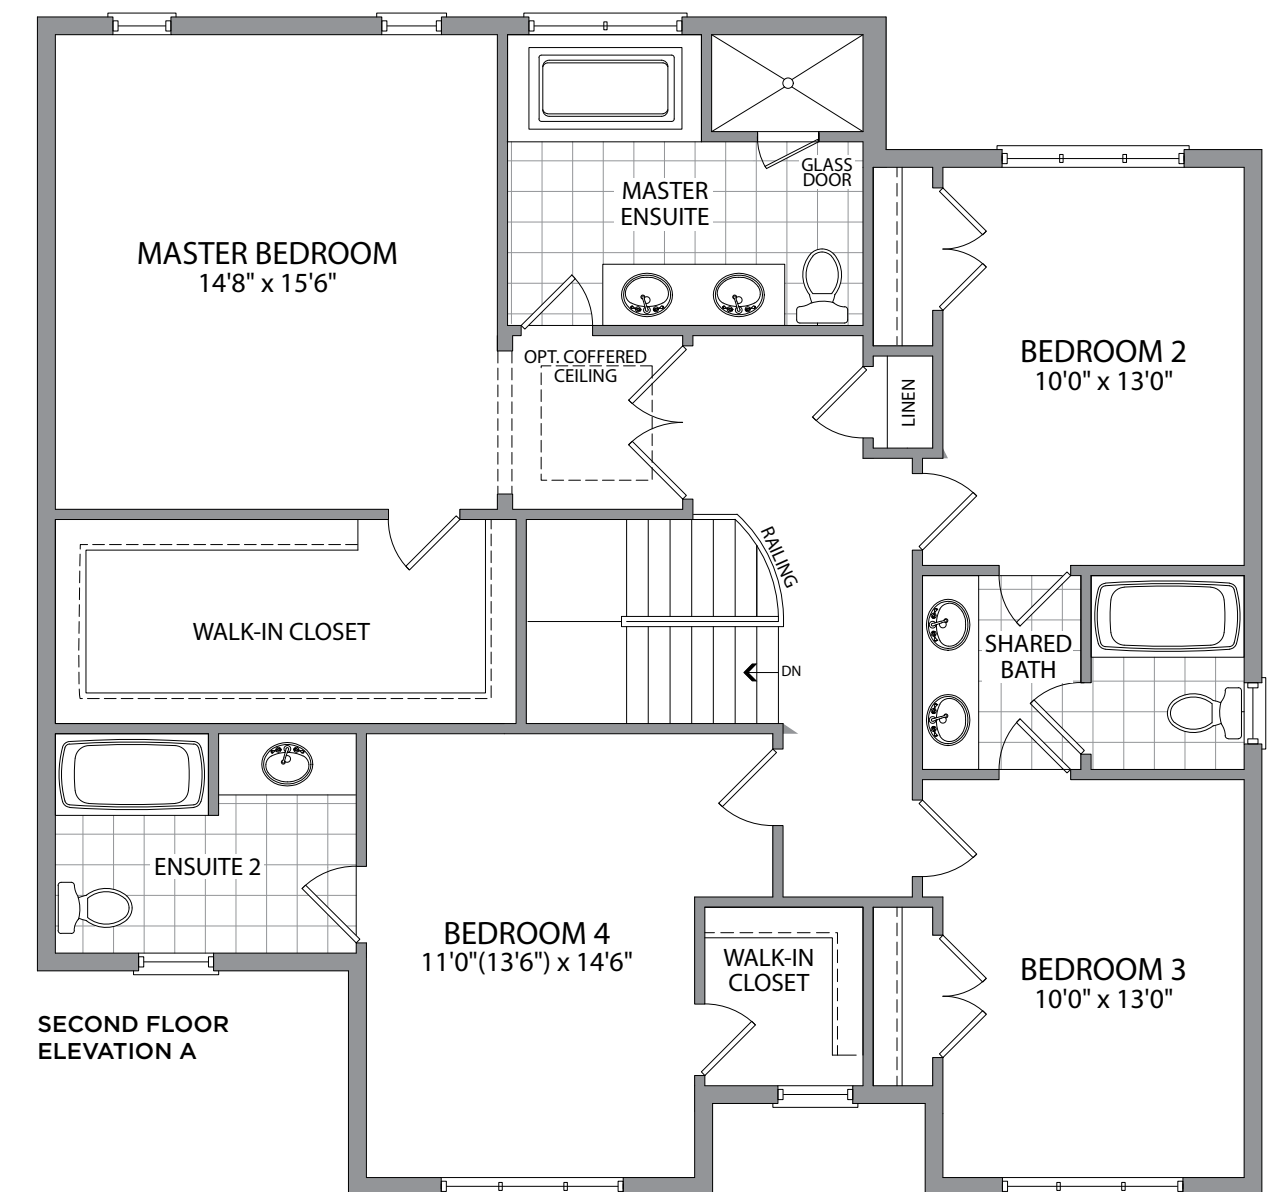 GLASS
DOOR
MASTER
ENSUITE
MASTER BEDROOM
14'8" x 15'6"
OPT. COFFERED
CEILING
LINEN
BEDROOM 2
10'0" x 13'0"
RAILING
WALK-IN CLOSET
SHARED
BATH
DN
ENSUITE 2
BEDROOM 4
11'0"(13'6") x 14'6"
WALK-IN
CLOSET
BEDROOM 3
10'0" x 13'0"
SECOND FLOOR
ELEVATION A